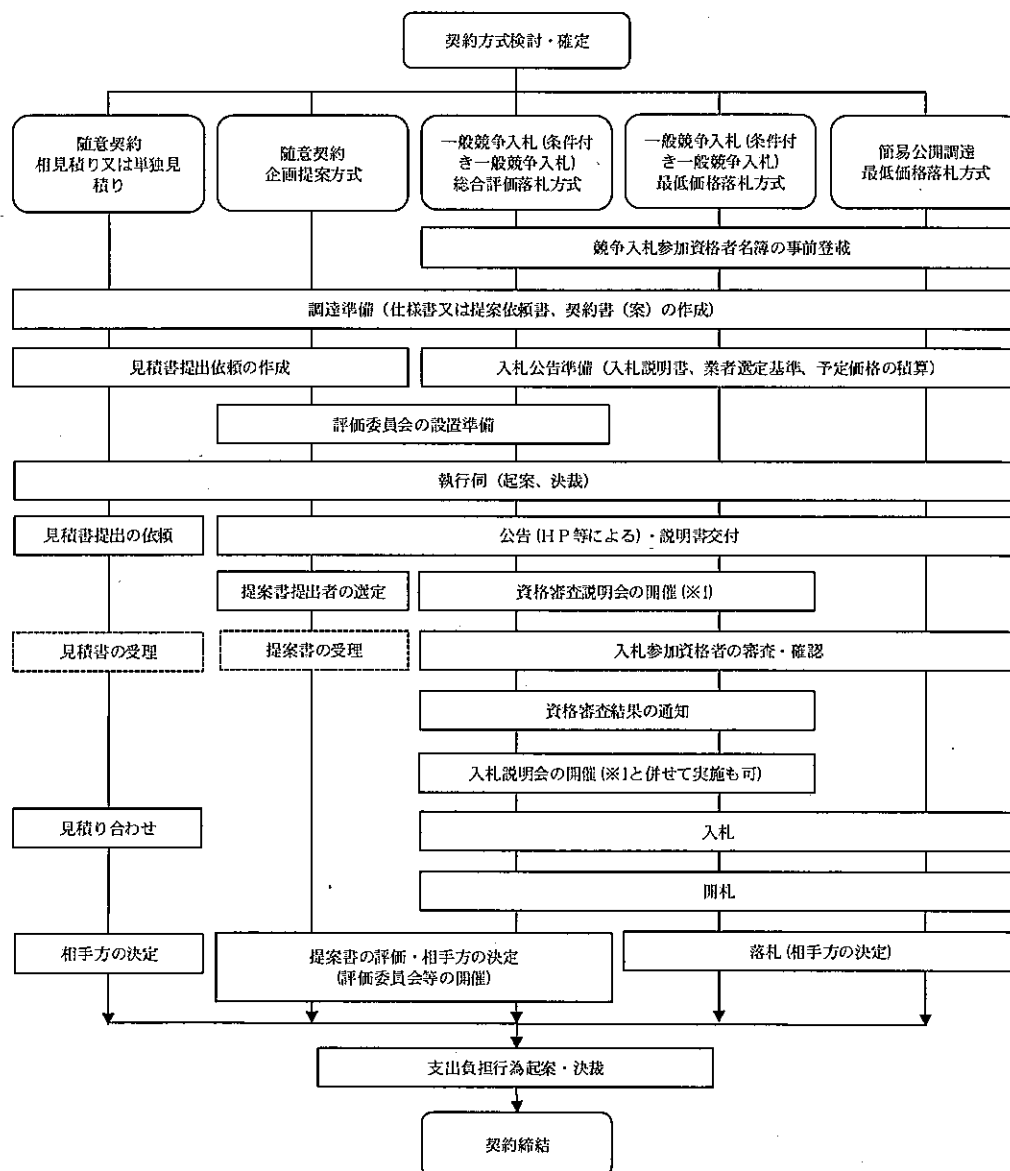 契約方式検討・確定
随意契約
相見積り又は単独見
積り
随意契約
企画提案方式
一般競争入札(条件付
き一般競争入札)
総合評価落札方式
一般競争入札(条件付
き一般競争入札)
最低価格落札方式
簡易公開調達
最低価格落札方式
競争入札参加資格者名簿の事前登載
調達準備(仕様書又は提案依頼書、契約書(案)の作成)
見積書提出依頼の作成
入札公告準備(入札説明書、業者選定基準、予定価格の積算)
評価委員会の設置準備
執行伺(起案、決裁)
見積書提出の依頼
公告(HP等による)・説明書交付
提案書提出者の選定
資格審査説明会の開催(※1)
見積書の受理
提案書の受理
入札参加資格者の審査・確認
資格審査結果の通知
入札説明会の開催(※1と併せて実施も可)
見積り合わせ
入札
開札
相手方の決定
提案書の評価・相手方の決定
(評価委員会等の開催)
落札(相手方の決定)
支出負担行為起案・決裁
契約締結